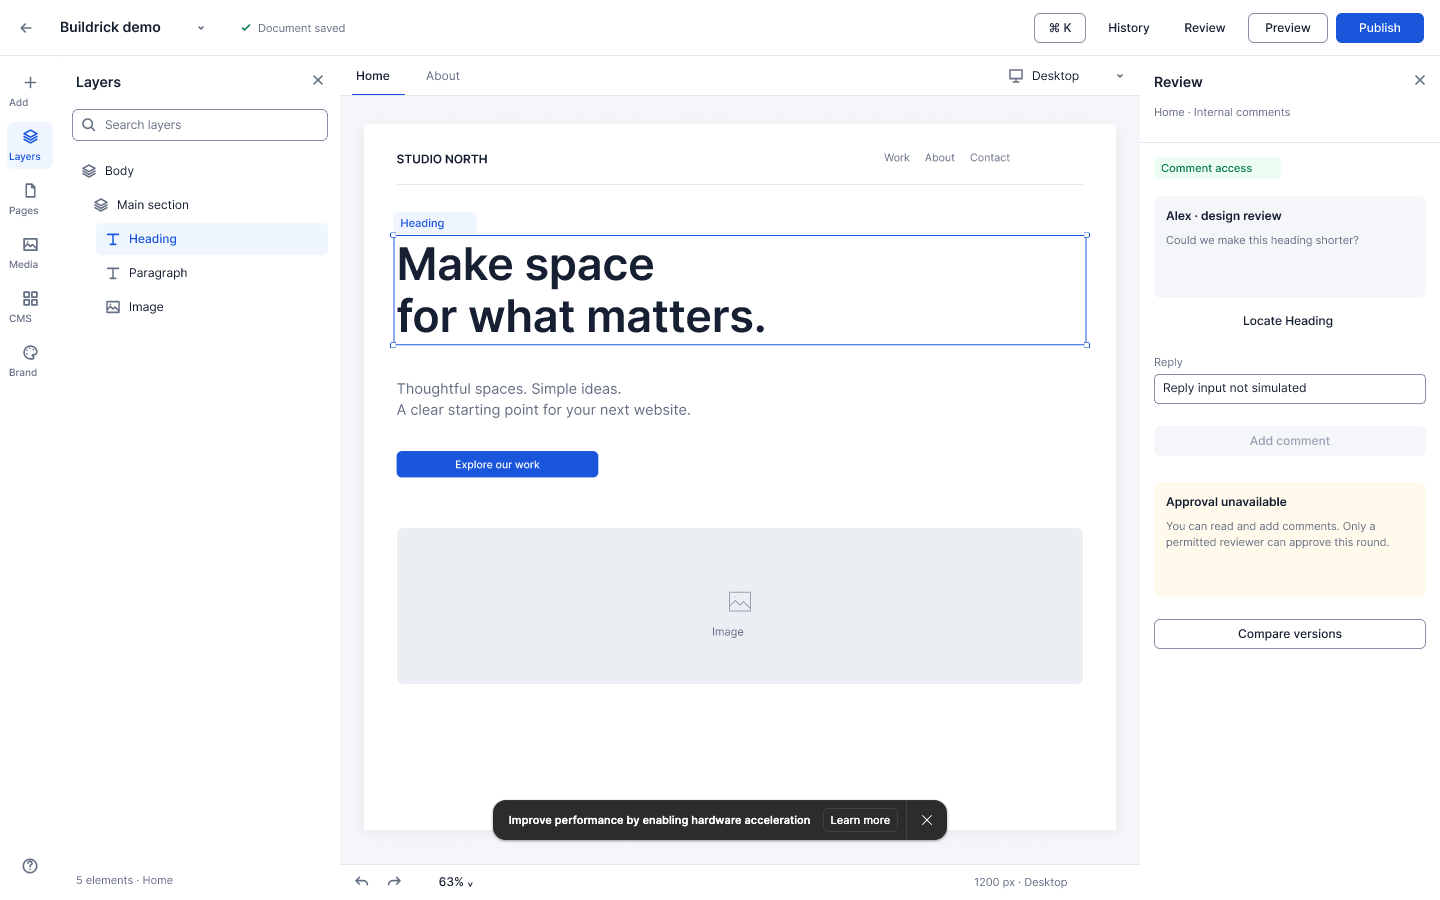 Buildrick demo
Document saved
⌘ K
History
Review
Preview
Publish
Add
Layers
Pages
Media
CMS
Brand
Layers
Search layers
Body
Main section
Heading
Paragraph
Image
5 elements · Home
Home
About
Desktop
STUDIO NORTH
Work
About
Contact
Heading
Make space
for what matters.
Thoughtful spaces. Simple ideas.
A clear starting point for your next website.
Explore our work
Image
Improve performance by enabling hardware acceleration
Learn more
63%
1200 px · Desktop
Review
Home · Internal comments
Comment access
Alex · design review
Could we make this heading shorter?
Locate Heading
Reply
Reply input not simulated
Add comment
Approval unavailable
You can read and add comments. Only a
permitted reviewer can approve this round.
Compare versions